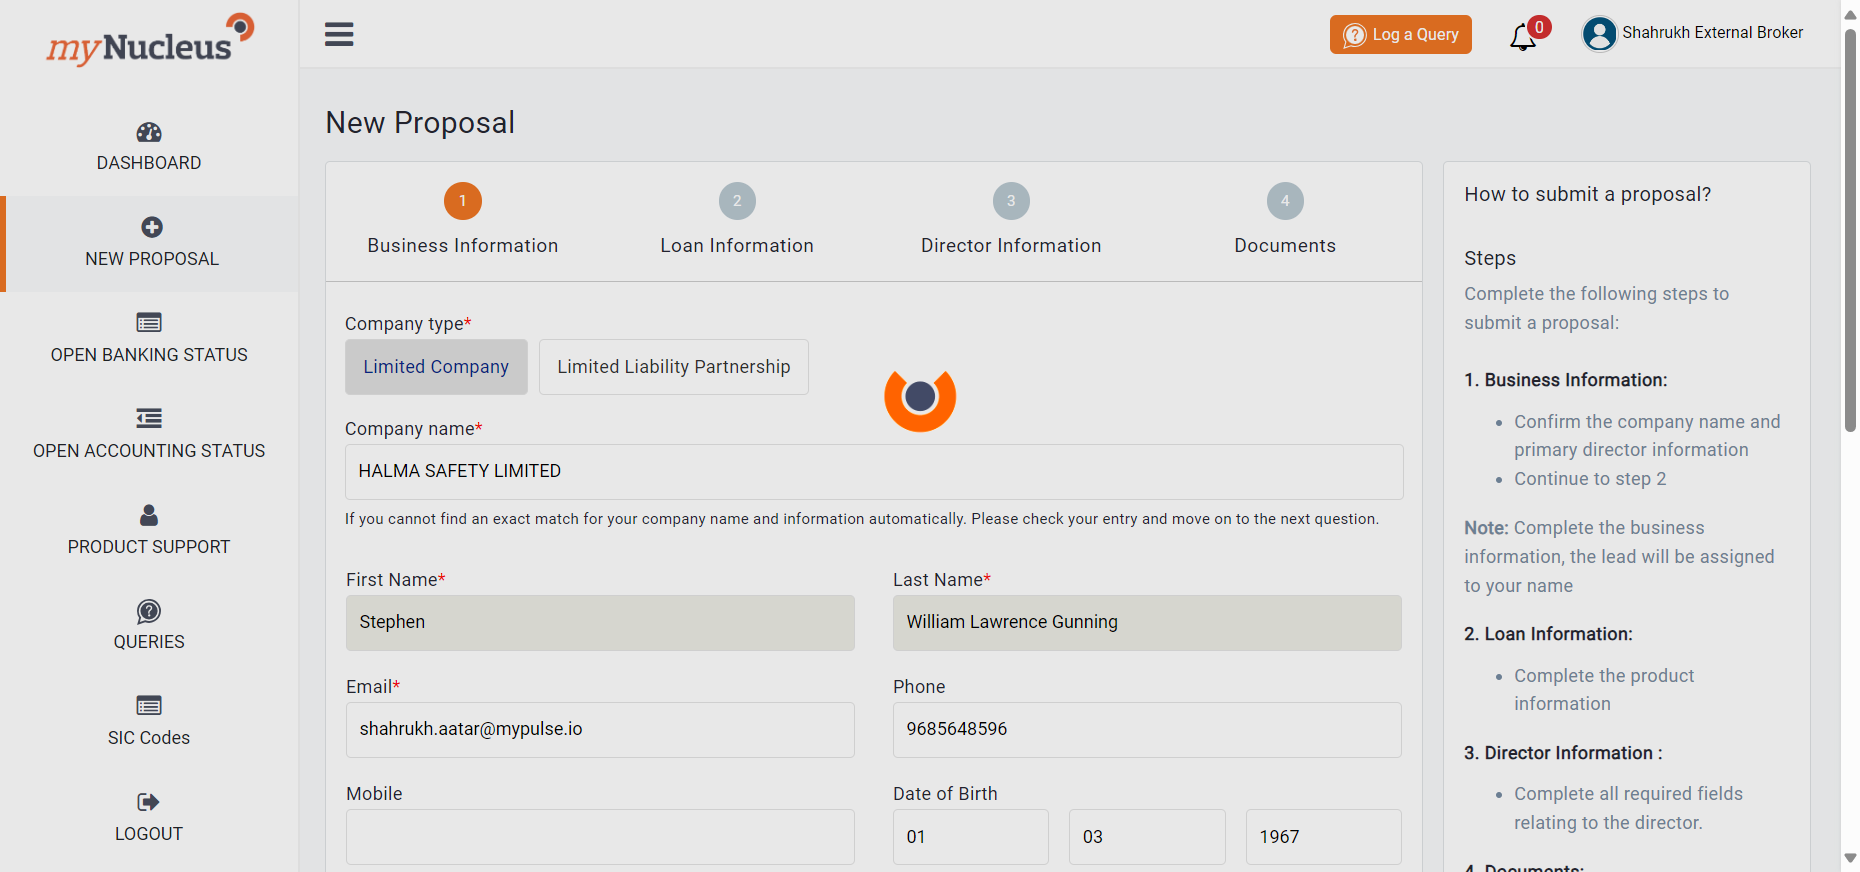 myNucleus
Log a Query
0
Shahrukh External Broker
DASHBOARD
NEW PROPOSAL
OPEN BANKING STATUS
OPEN ACCOUNTING STATUS
PRODUCT SUPPORT
QUERIES
SIC Codes
LOGOUT
New Proposal
1
2
3
4
Business Information
Loan Information
Director Information
Documents
Company type*
Limited Company
Limited Liability Partnership
Company name*
HALMA SAFETY LIMITED
If you cannot find an exact match for your company name and information automatically. Please check your entry and move on to the next question.
First Name*
Last Name*
Stephen
William Lawrence Gunning
Email*
Phone
shahrukh.aatar@mypulse.io
9685648596
Mobile
Date of Birth
01
03
1967
How to submit a proposal?
Steps
Complete the following steps to
submit a proposal:
1. Business Information:
• Confirm the company name and
primary director information
• Continue to step 2
Note: Complete the business
information, the lead will be assigned
to your name
2. Loan Information:
• Complete the product
information
3. Director Information :
• Complete all required fields
relating to the director.
4. Documents: